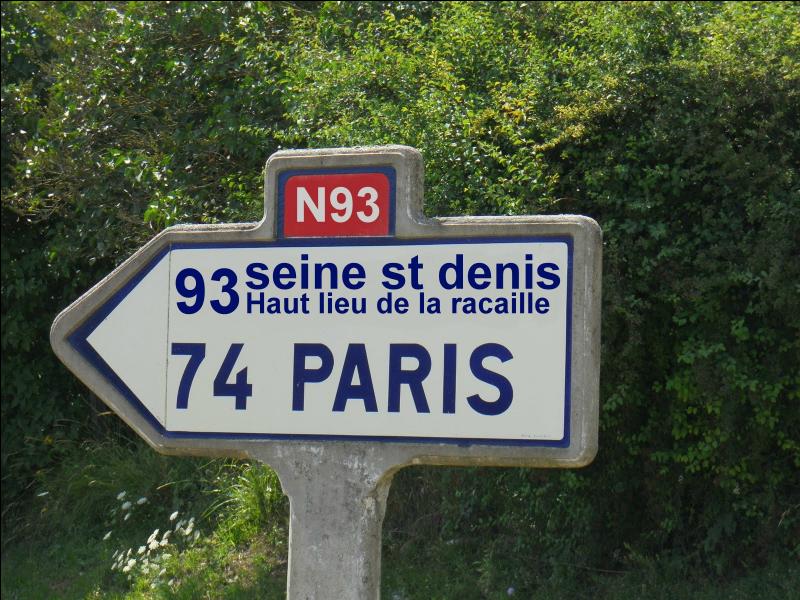 N93
93 seine st denis
Haut lieu de la racaille
74 PARIS